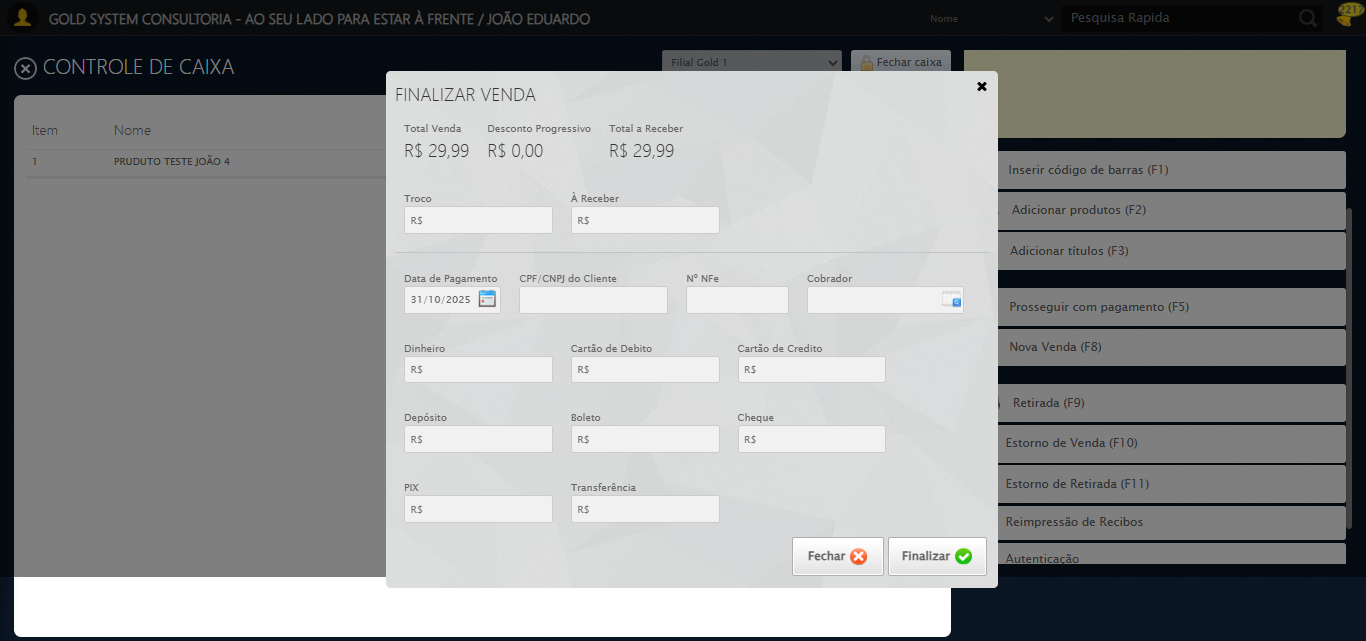 GOLD SYSTEM CONSULTORIA - AO SEU LADO PARA ESTAR À FRENTE / JOÃO EDUARDO
Nome
Pesquisa Rapida
2217
CONTROLE DE CAIXA
Filial Gold 1
Fechar caixa
Item
Nome
1
PRUDUTO TESTE JOÃO 4
FINALIZAR VENDA
Total Venda
Desconto Progressivo
Total a Receber
R$ 29,99
R$ 0,00
R$ 29,99
Troco
À Receber
R$
R$
Data de Pagamento
CPF/CNPJ do Cliente
Nº NFe
Cobrador
31/10/2025
Dinheiro
Cartão de Debito
Cartão de Credito
R$
R$
R$
Depósito
Boleto
Cheque
R$
R$
R$
PIX
Transferência
R$
R$
Fechar
Finalizar
Inserir código de barras (F1)
Adicionar produtos (F2)
Adicionar títulos (F3)
Prosseguir com pagamento (F5)
Nova Venda (F8)
Retirada (F9)
Estorno de Venda (F10)
Estorno de Retirada (F11)
Reimpressão de Recibos
Autenticação